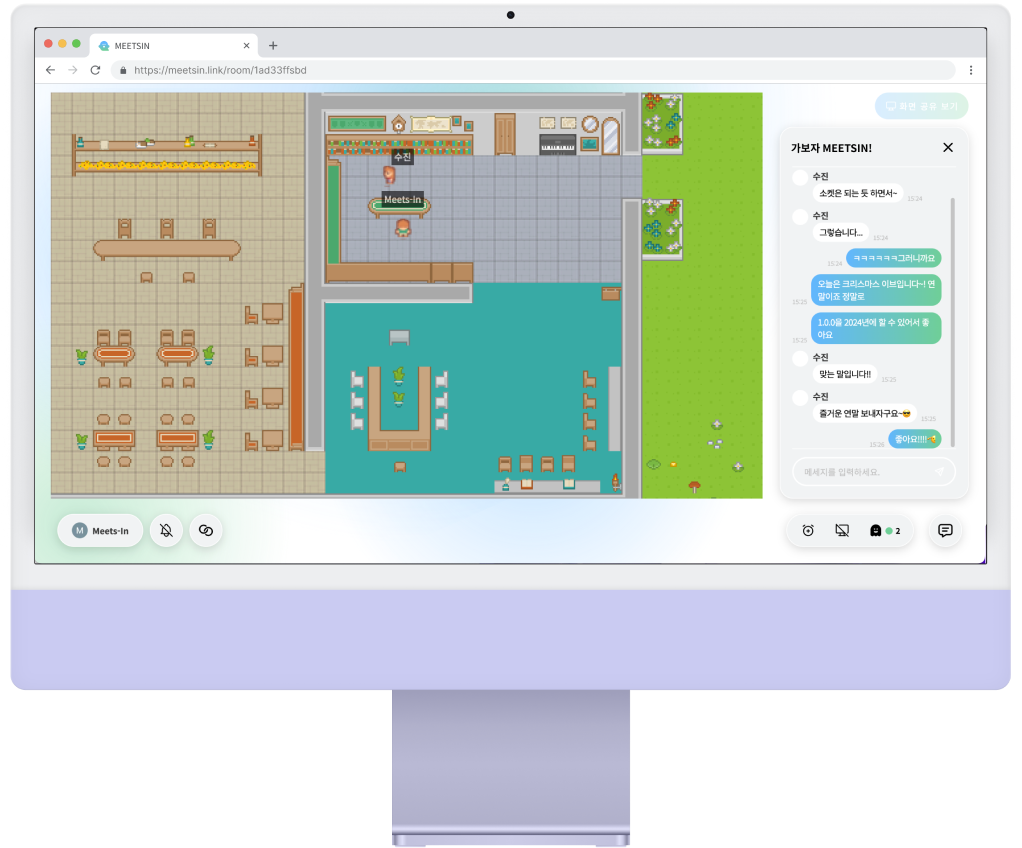 MEETSIN
https://meetsin.link/room/1ad33ffsbd
수진
Meets-In
화면 공유 보기
가보자 MEETSIN!
수진
소켓은 되는 듯 하면서~
15:24
수진
그렇습니다...
15:24
15:24
ㅋㅋㅋㅋㅋㅋ그러니까요
오늘은 크리스마스 이브입니다~! 연
말이죠 정말로
15:25
1.0.0을 2024년에 할 수 있어서 좋
아요
15:25
수진
맞는 말입니다!!
15:25
수진
즐거운 연말 보내자구요~😎
15:25
15:26
좋아요!!!!
메세지를 입력하세요.
M Meets-In
2